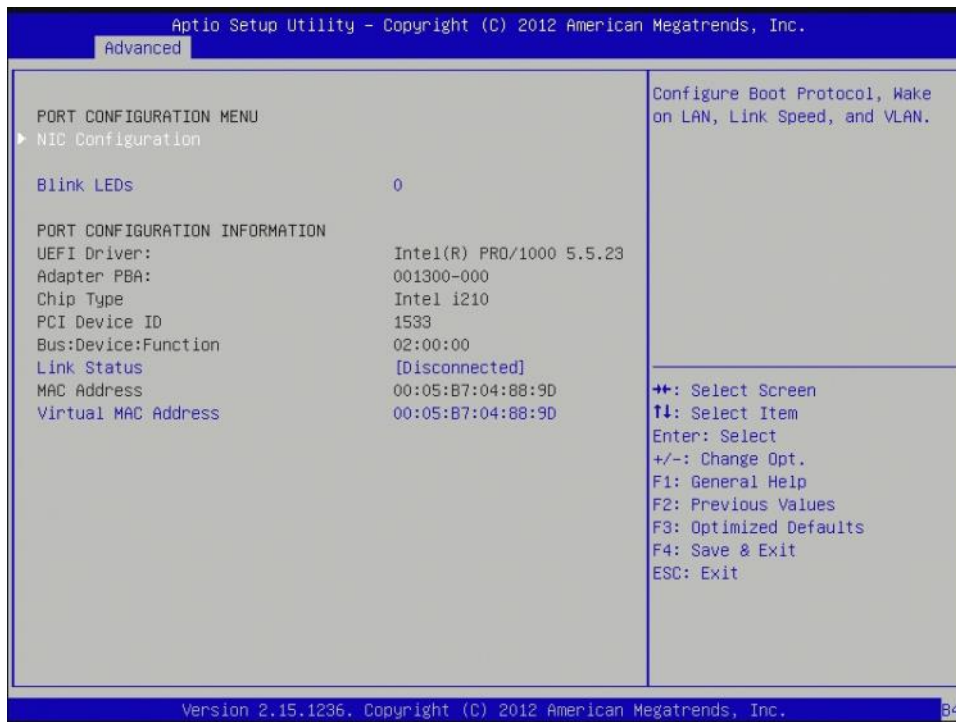 Aptio Setup Utility – Copyright (C) 2012 American Megatrends, Inc.
Advanced
PORT CONFIGURATION MENU
▶ NIC Configuration
Blink LEDs 0
PORT CONFIGURATION INFORMATION
UEFI Driver: Intel(R) PRO/1000 5.5.23
Adapter PBA: 001300-000
Chip Type Intel i210
PCI Device ID 1533
Bus:Device:Function 02:00:00
Link Status [Disconnected]
MAC Address 00:05:B7:04:88:9D
Virtual MAC Address 00:05:B7:04:88:9D
Configure Boot Protocol, Wake
on LAN, Link Speed, and VLAN.
→←: Select Screen
↑↓: Select Item
Enter: Select
+/-: Change Opt.
F1: General Help
F2: Previous Values
F3: Optimized Defaults
F4: Save & Exit
ESC: Exit
Version 2.15.1236. Copyright (C) 2012 American Megatrends, Inc.